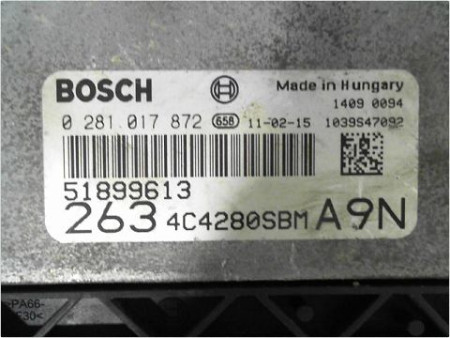 BOSCH Made in Hungary
1409 0094
0 281 017 872 658 11-02-15 1039S47092
51899613
263 4C4280SBM A9N
>PA66-